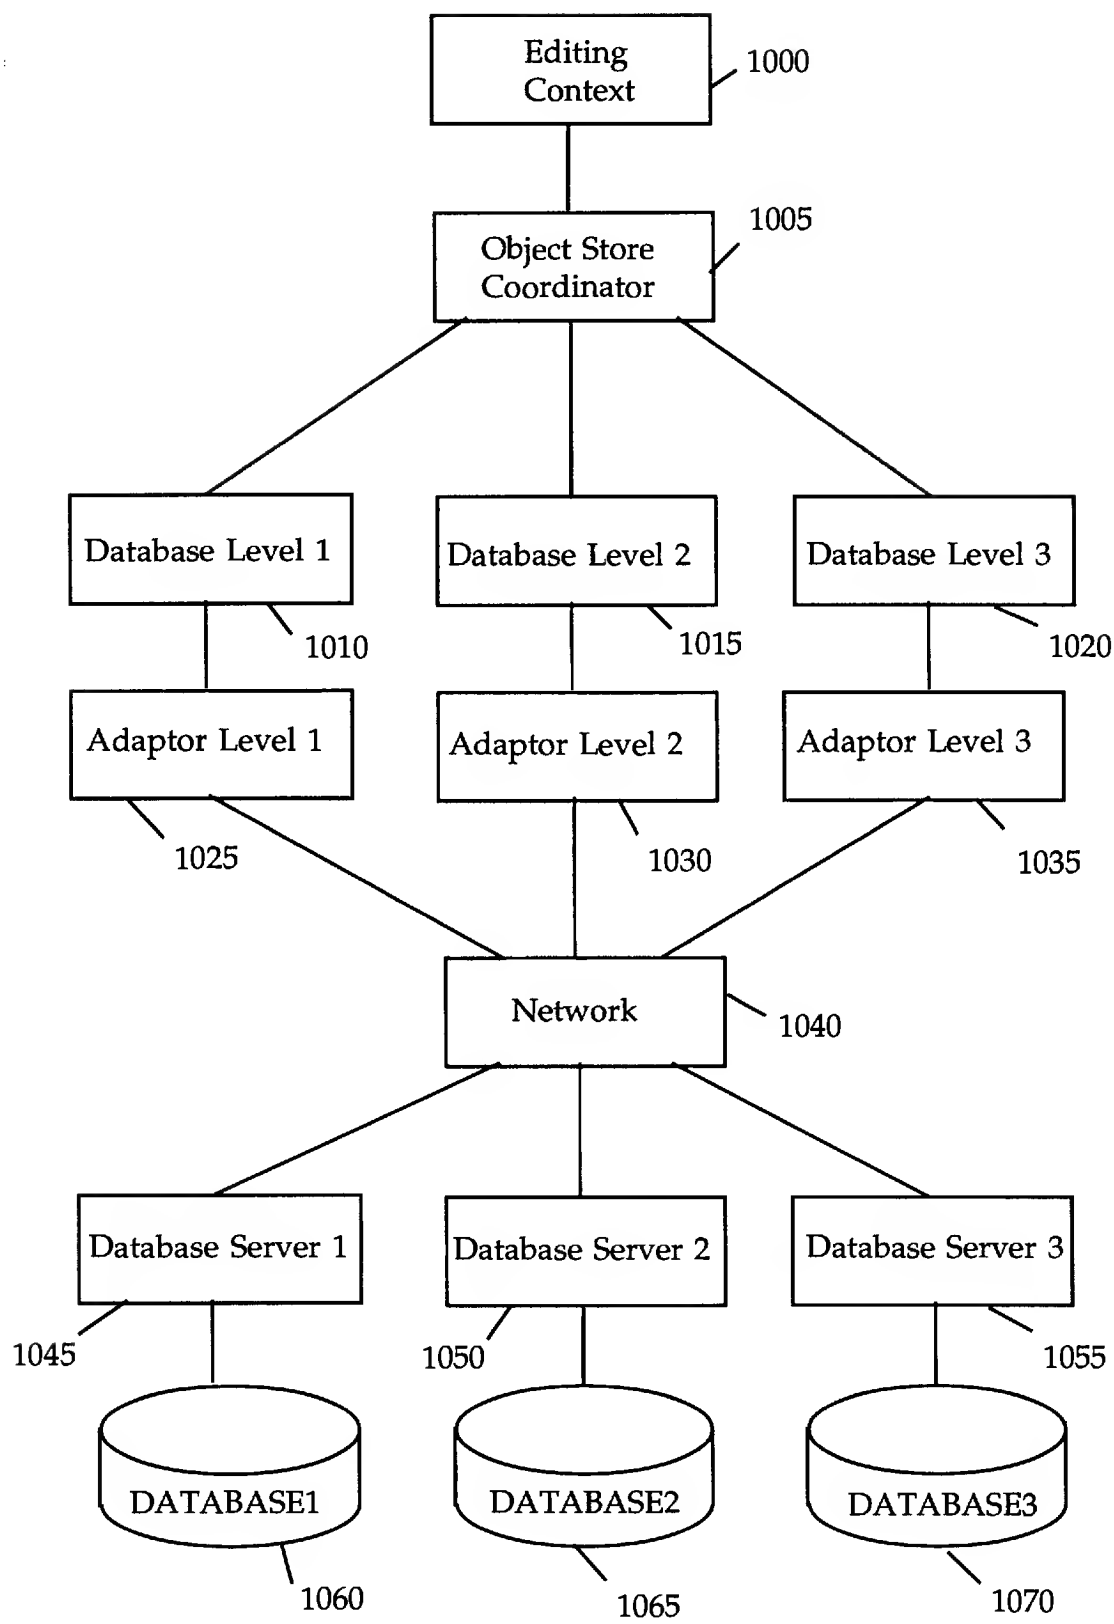 Editing
Context
1000
1005
Object Store
Coordinator
Database Level 1
Database Level 2
Database Level 3
1010
1015
1020
Adaptor Level 1
Adaptor Level 2
Adaptor Level 3
1025
1030
1035
Network
1040
Database Server 1
Database Server 2
Database Server 3
1045
1050
1055
DATABASE1
DATABASE2
DATABASE3
1060
1065
1070